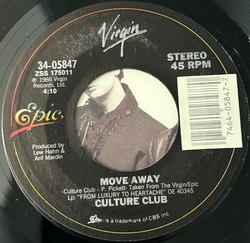 Virgin
34-05847
ZSS 175011
℗ 1986 Virgin
Records, Ltd.
4:10
STEREO
45 RPM
7464-05847-7
Epic
Produced by
Lew Hahn &
Arif Mardin
MOVE AWAY
-Culture Club - P. Pickett- Taken From The Virgin/Epic
Lp: "FROM LUXURY TO HEARTACHE" OE 40345
CULTURE CLUB
Epic is a trademark of CBS Inc.